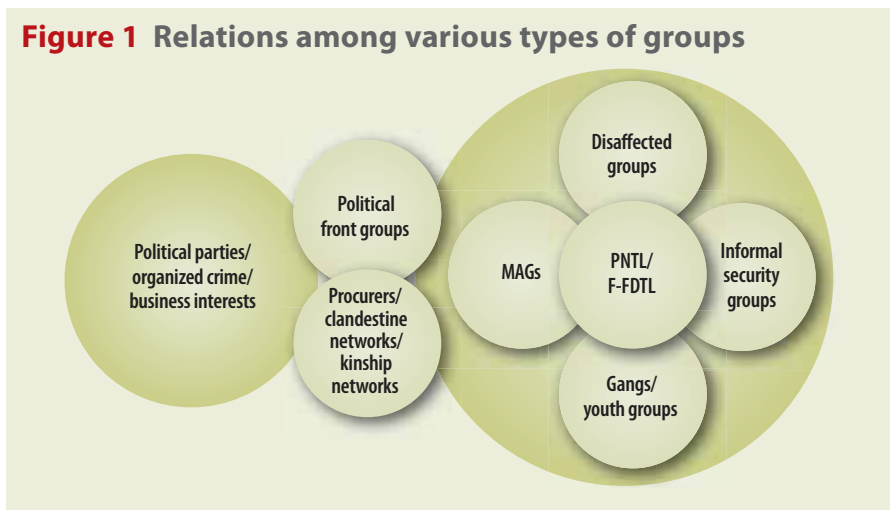 Figure 1 Relations among various types of groups
Political parties/
organized crime/
business interests
Political
front groups
Procurers/
clandestine
networks/
kinship
networks
Disaffected
groups
MAGs
PNTL/
F-FDTL
Informal
security
groups
Gangs/
youth groups